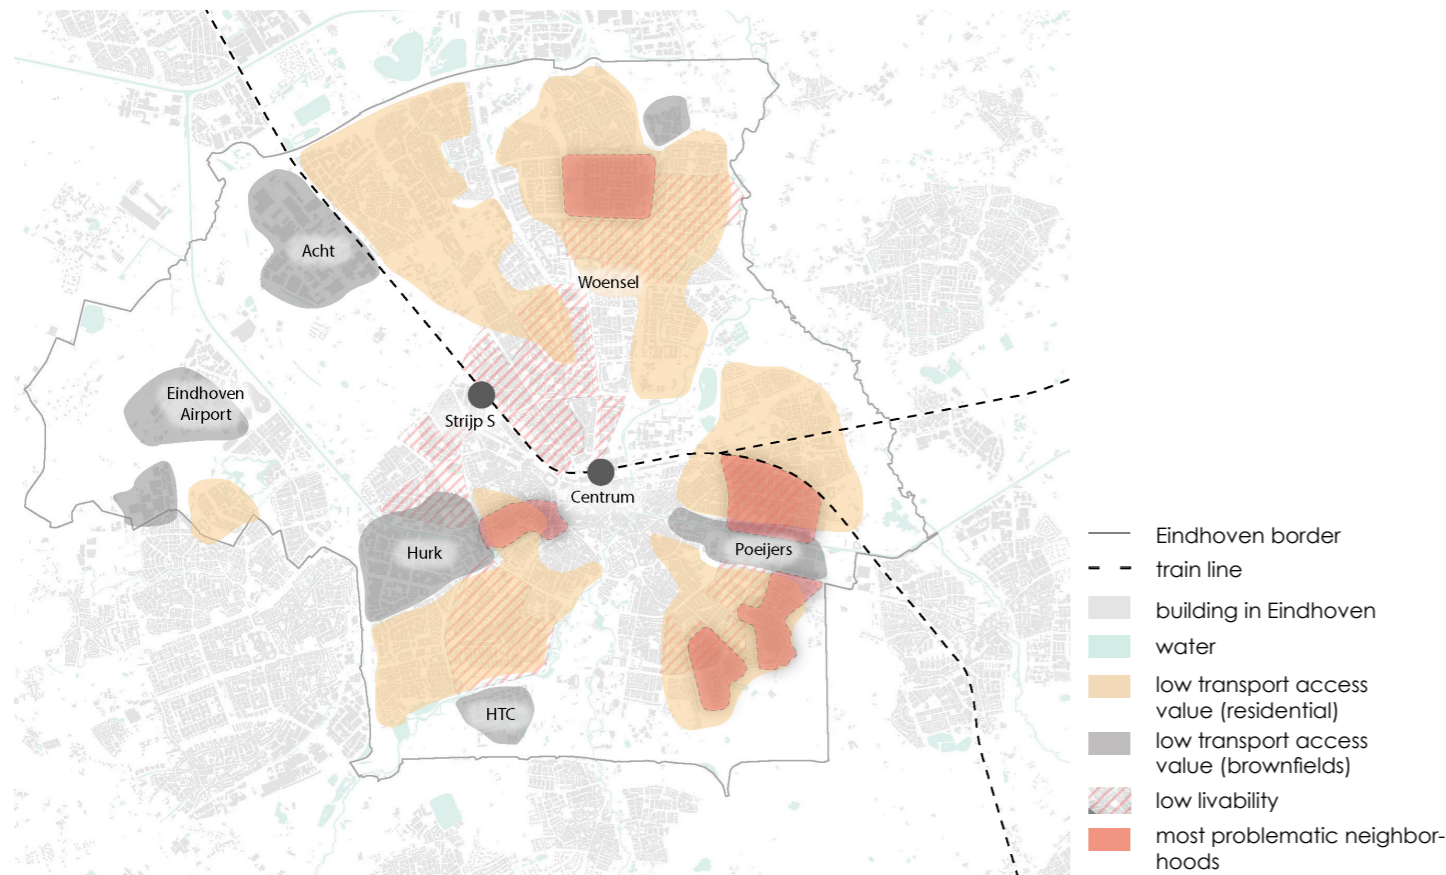 Acht
Woensel
Eindhoven
Airport
Strijp S
Centrum
Hurk
Poeijers
HTC
Eindhoven border
train line
building in Eindhoven
water
low transport access
value (residential)
low transport access
value (brownfields)
low livability
most problematic neighbor-
hoods